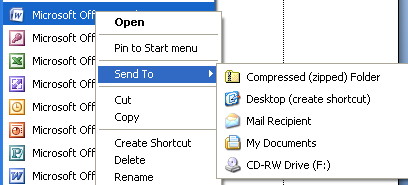 Microsoft Off
Microsoft Off
Microsoft Off
Microsoft Off
Microsoft Off
Microsoft Off
Microsoft Off
Microsoft Off
Open
Pin to Start menu
Send To
Cut
Copy
Create Shortcut
Delete
Rename
Compressed (zipped) Folder
Desktop (create shortcut)
Mail Recipient
My Documents
CD-RW Drive (F:)